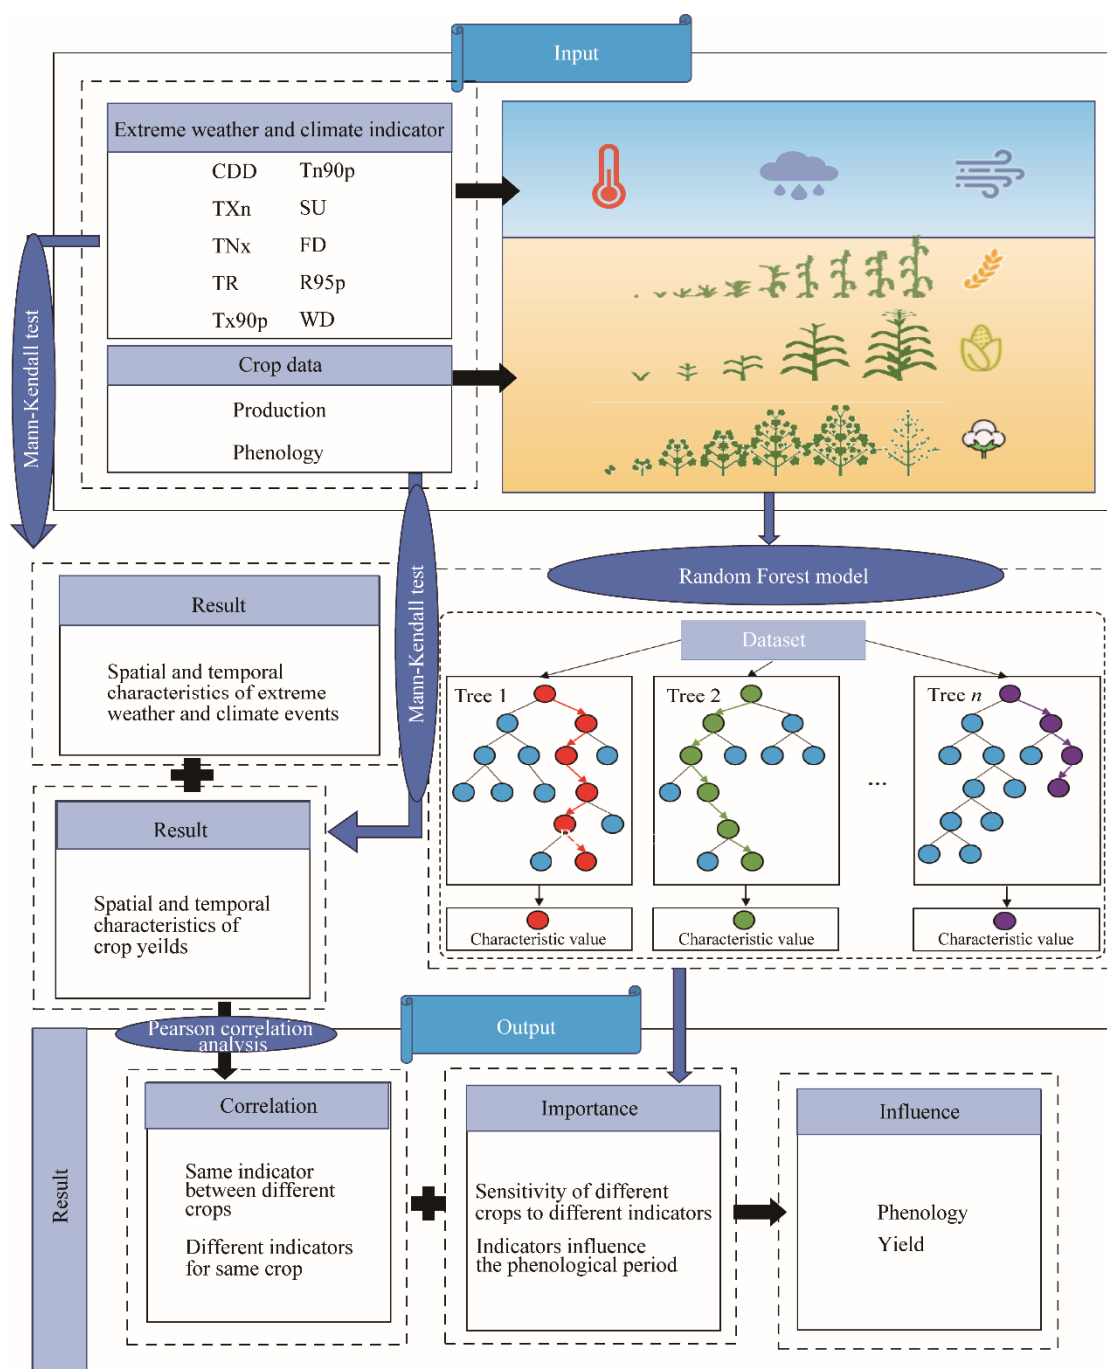 Input
Extreme weather and climate indicator
CDD Tn90p
TXn SU
TNx FD
TR R95p
Tx90p WD
Crop data
Production
Phenology
Mann-Kendall test
Mann-Kendall test
Result
Spatial and temporal
characteristics of extreme
weather and climate events
Result
Spatial and temporal
characteristics of
crop yeilds
Random Forest model
Dataset
Tree 1
Tree 2
Tree n
...
Characteristic value
Characteristic value
Characteristic value
Pearson correlation
analysis
Output
Result
Correlation
Same indicator
between different
crops
Different indicators
for same crop
Importance
Sensitivity of different
crops to different indicators
Indicators influence
the phenological period
Influence
Phenology
Yield